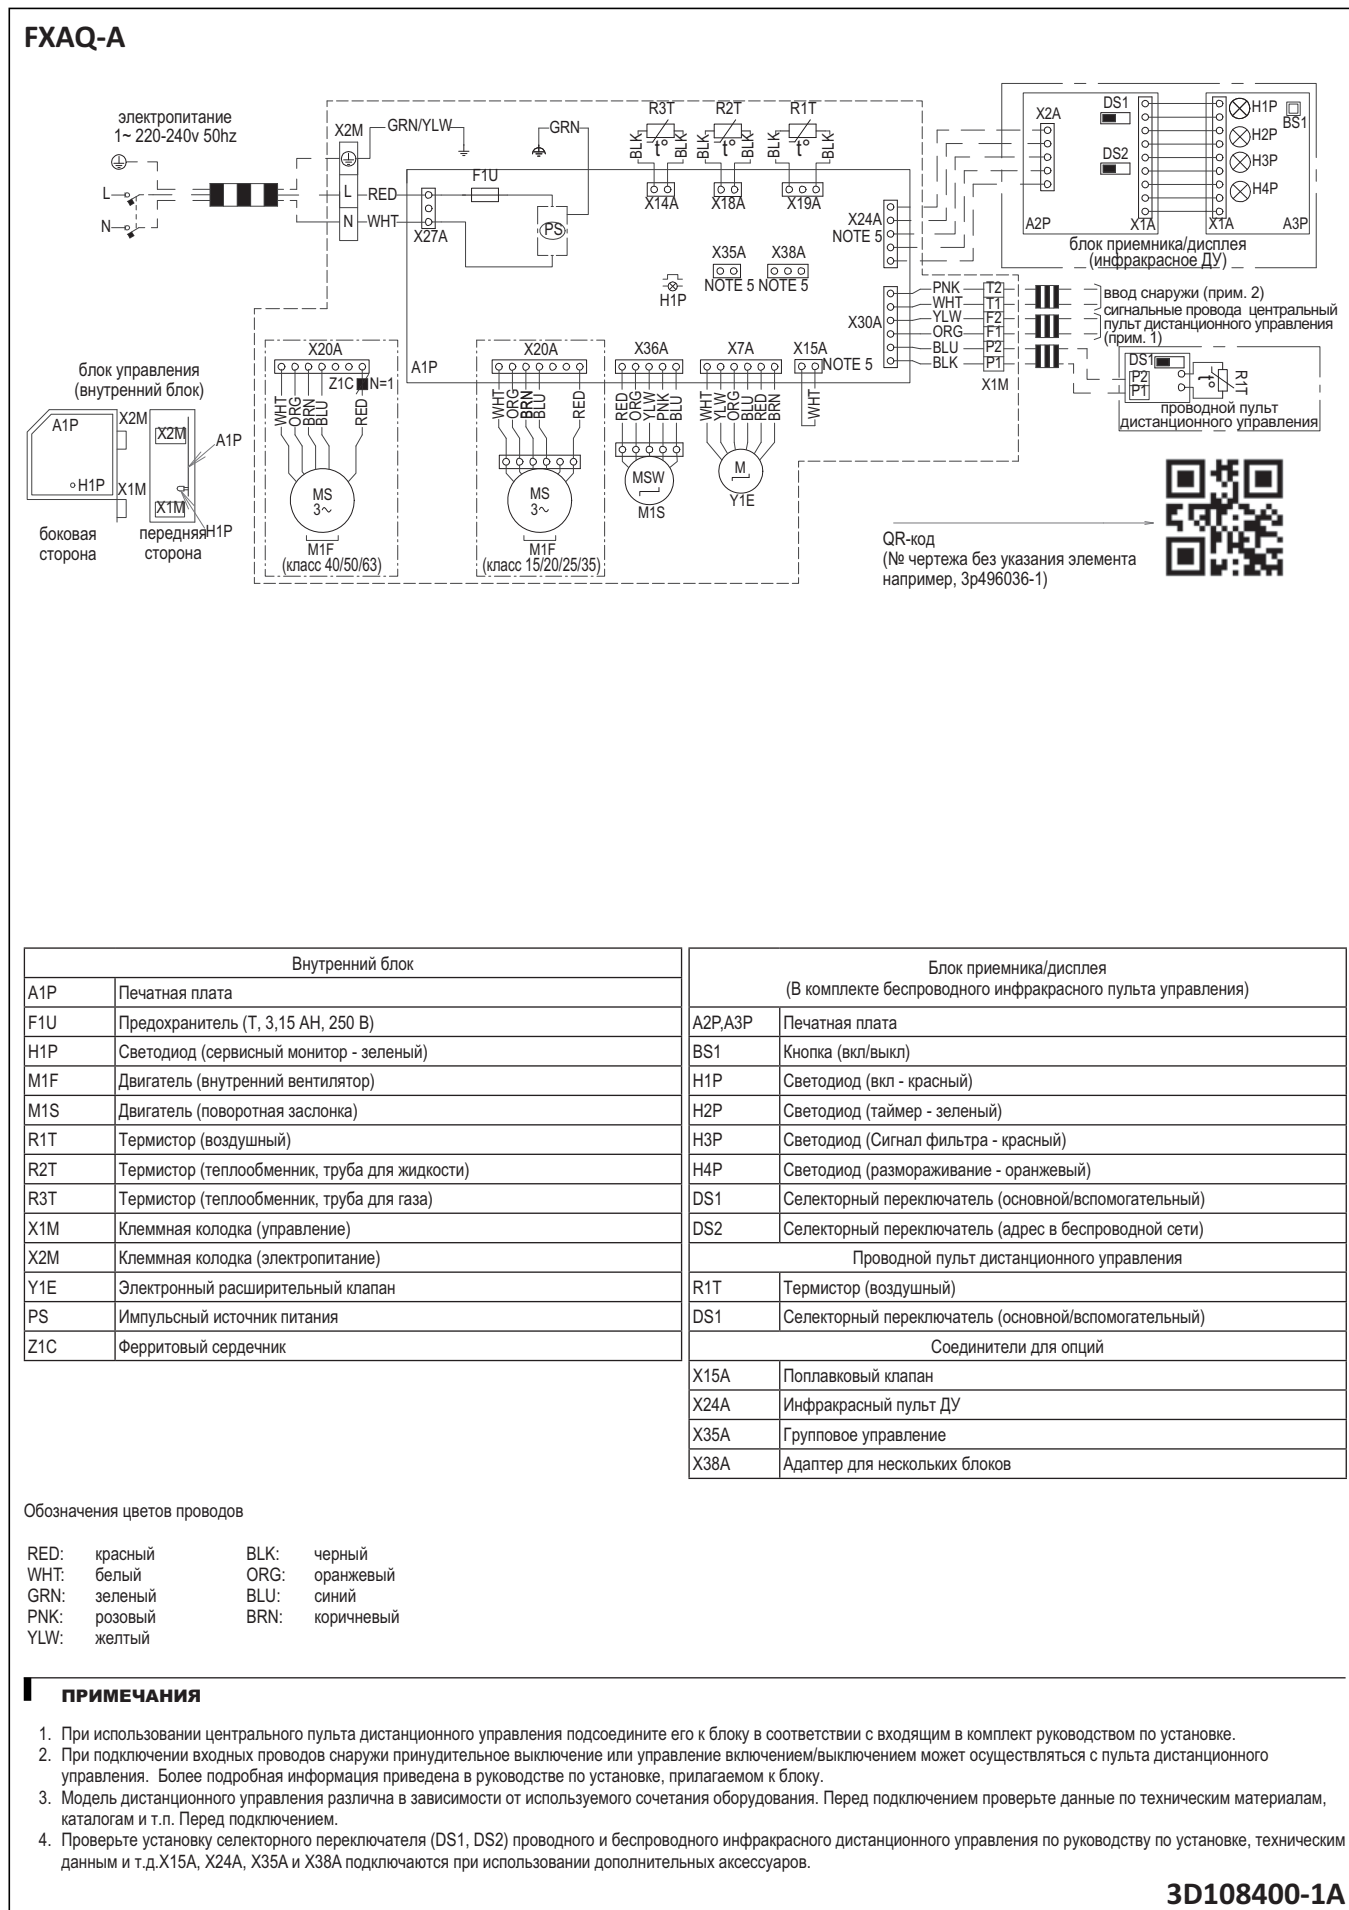 FXAQ-A
электропитание
1~ 220-240v 50hz
L
N
X2M
GRN/YLW
GRN
L
RED
N
WHT
X27A
F1U
PS
R3T
R2T
R1T
BLK
t°
BLK
BLK
t°
BLK
BLK
t°
BLK
X14A
X18A
X19A
X35A
X38A
NOTE 5
NOTE 5
H1P
X24A
NOTE 5
X30A
PNK
T2
WHT
T1
YLW
F2
ORG
F1
BLU
P2
BLK
P1
X1M
X2A
DS1
DS2
A2P
X1A
X1A
A3P
H1P
H2P
H3P
H4P
BS1
блок приемника/дисплея
(инфракрасное ДУ)
ввод снаружи (прим. 2)
сигнальные провода центральный
пульт дистанционного управления
(прим. 1)
DS1
P2
P1
t°
R1T
проводной пульт
дистанционного управления
блок управления
(внутренний блок)
A1P
X2M
X2M
A1P
H1P
X1M
X1M
H1P
боковая
сторона
передняя
сторона
X20A
Z1C
N=1
WHT
ORG
BRN
BLU
RED
MS
3~
M1F
(класс 40/50/63)
A1P
X20A
WHT
ORG
BRN
BLU
RED
MS
3~
M1F
(класс 15/20/25/35)
X36A
RED
ORG
YLW
PNK
BLU
MSW
M1S
X7A
WHT
YLW
ORG
BLU
RED
BRN
M
Y1E
X15A
NOTE 5
WHT
QR-код
(№ чертежа без указания элемента
например, 3p496036-1)
Внутренний блок
A1P Печатная плата
F1U Предохранитель (T, 3,15 AH, 250 В)
H1P Светодиод (сервисный монитор - зеленый)
M1F Двигатель (внутренний вентилятор)
M1S Двигатель (поворотная заслонка)
R1T Термистор (воздушный)
R2T Термистор (теплообменник, труба для жидкости)
R3T Термистор (теплообменник, труба для газа)
X1M Клеммная колодка (управление)
X2M Клеммная колодка (электропитание)
Y1E Электронный расширительный клапан
PS Импульсный источник питания
Z1C Ферритовый сердечник
Блок приемника/дисплея
(В комплекте беспроводного инфракрасного пульта управления)
A2P,A3P Печатная плата
BS1 Кнопка (вкл/выкл)
H1P Светодиод (вкл - красный)
H2P Светодиод (таймер - зеленый)
H3P Светодиод (Сигнал фильтра - красный)
H4P Светодиод (размораживание - оранжевый)
DS1 Селекторный переключатель (основной/вспомогательный)
DS2 Селекторный переключатель (адрес в беспроводной сети)
Проводной пульт дистанционного управления
R1T Термистор (воздушный)
DS1 Селекторный переключатель (основной/вспомогательный)
Соединители для опций
X15A Поплавковый клапан
X24A Инфракрасный пульт ДУ
X35A Групповое управление
X38A Адаптер для нескольких блоков
Обозначения цветов проводов
RED: красный BLK: черный
WHT: белый ORG: оранжевый
GRN: зеленый BLU: синий
PNK: розовый BRN: коричневый
YLW: желтый
ПРИМЕЧАНИЯ
1. При использовании центрального пульта дистанционного управления подсоедините его к блоку в соответствии с входящим в комплект руководством по установке.
2. При подключении входных проводов снаружи принудительное выключение или управление включением/выключением может осуществляться с пульта дистанционного
управления. Более подробная информация приведена в руководстве по установке, прилагаемом к блоку.
3. Модель дистанционного управления различна в зависимости от используемого сочетания оборудования. Перед подключением проверьте данные по техническим материалам,
каталогам и т.п. Перед подключением.
4. Проверьте установку селекторного переключателя (DS1, DS2) проводного и беспроводного инфракрасного дистанционного управления по руководству по установке, техническим
данным и т.д.X15A, X24A, X35A и X38A подключаются при использовании дополнительных аксессуаров.
3D108400-1A